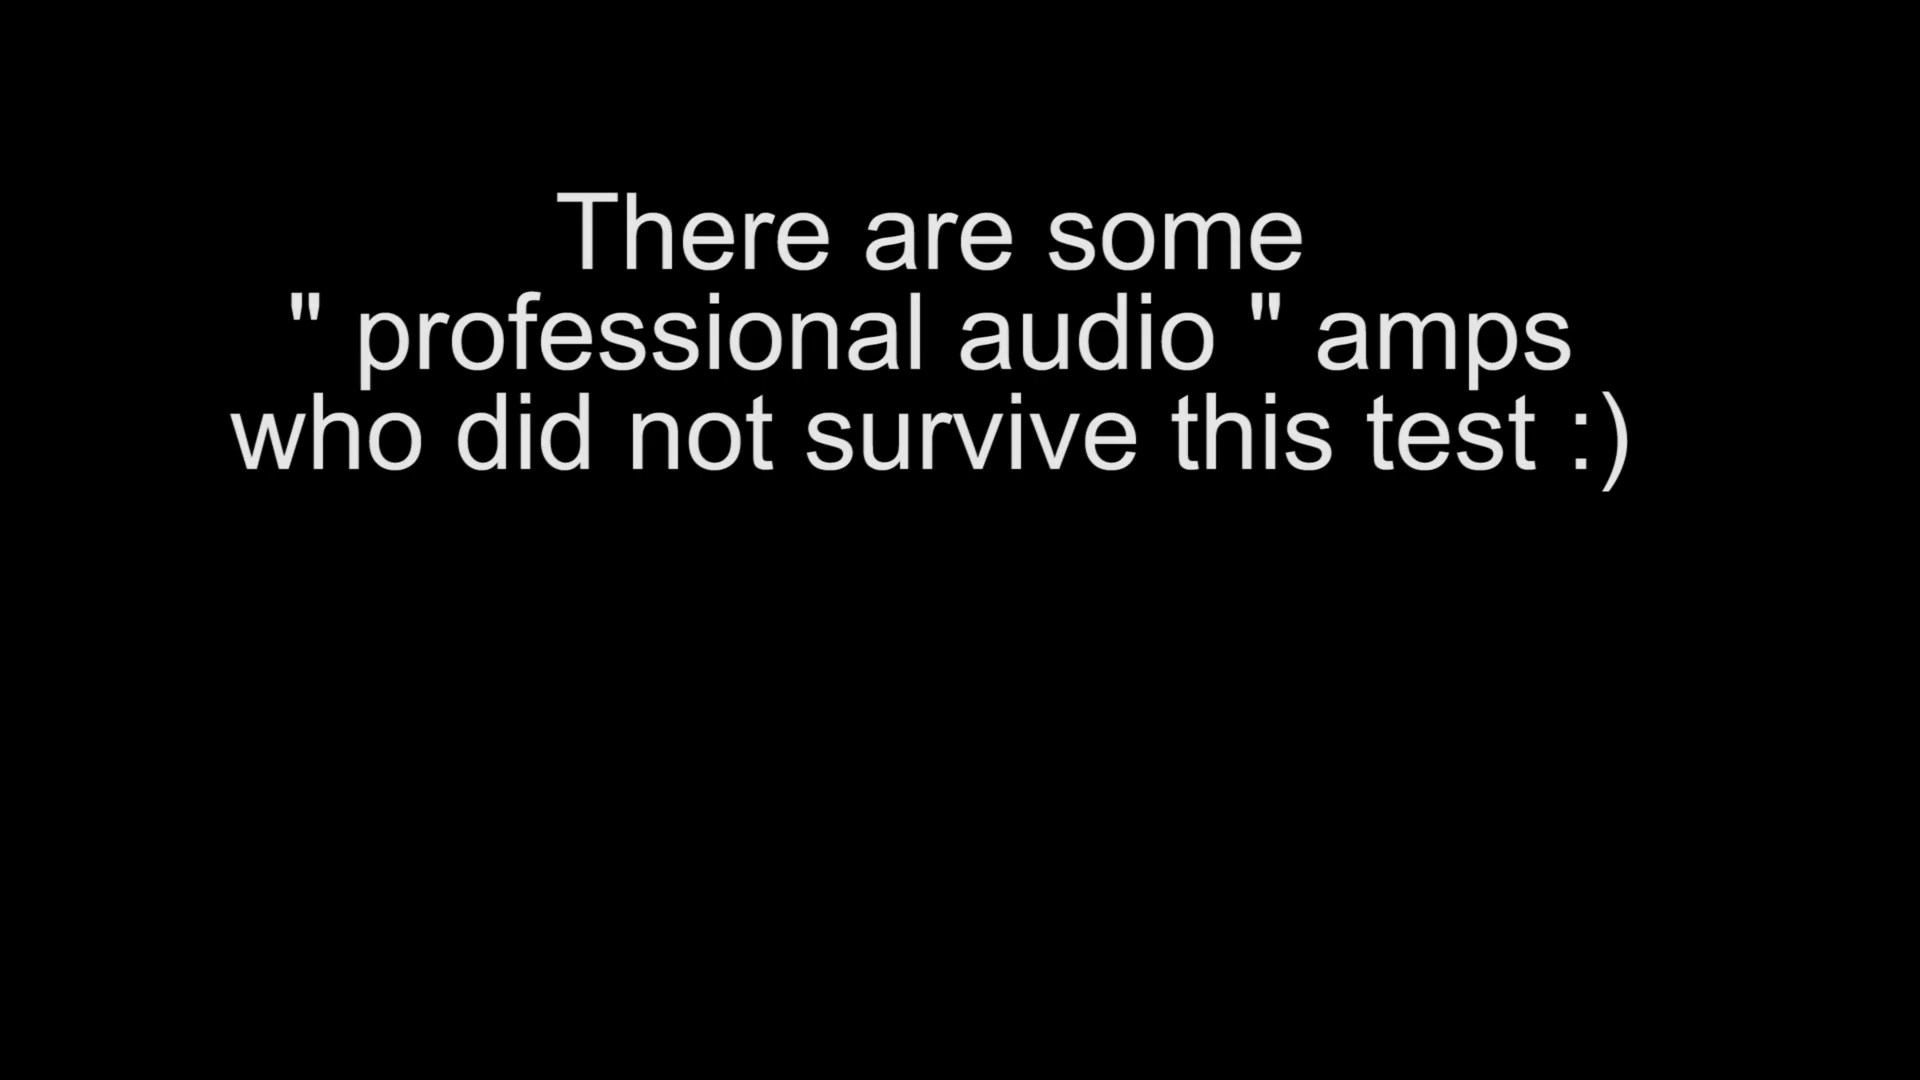 There are some
" professional audio " amps
who did not survive this test :)